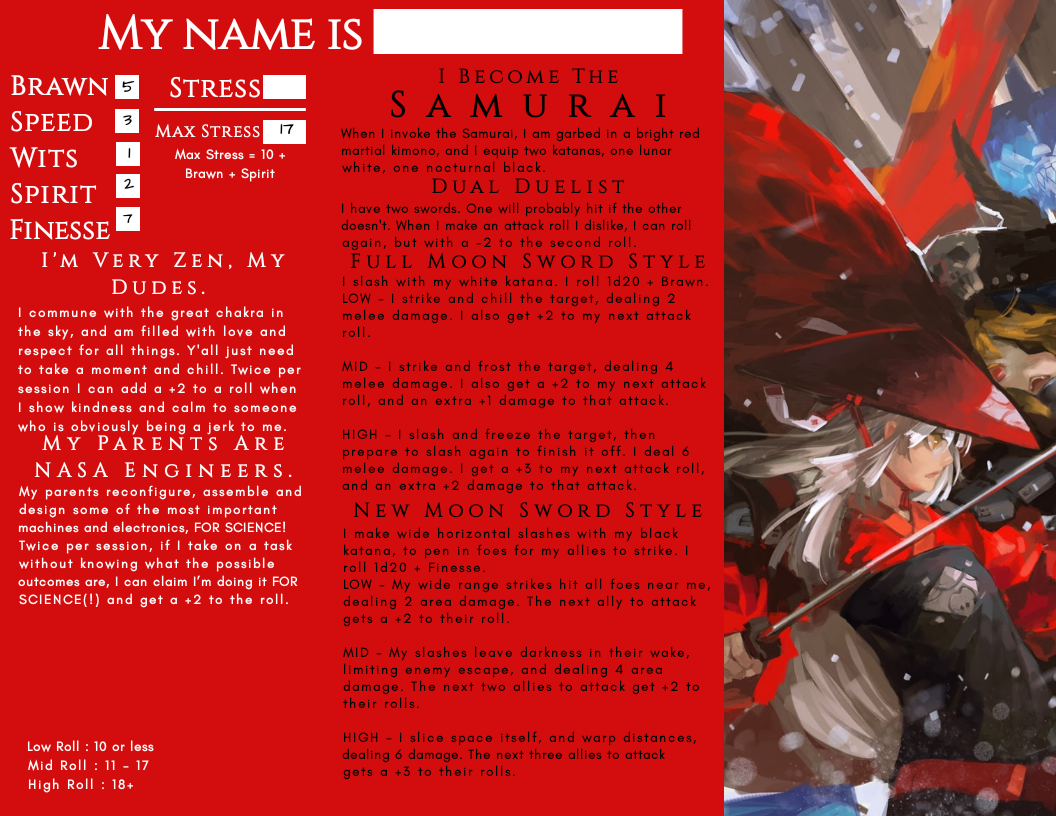 My name is
Brawn 5
Speed 3
Wits 1
Spirit 2
Finesse 7
Stress
Max Stress 17
Max Stress = 10 +
Brawn + Spirit
I'm Very Zen, My
Dudes.
I commune with the great chakra in
the sky, and am filled with love and
respect for all things. Y'all just need
to take a moment and chill. Twice per
session I can add a +2 to a roll when
I show kindness and calm to someone
who is obviously being a jerk to me.
My Parents Are
NASA Engineers.
My parents reconfigure, assemble and
design some of the most important
machines and electronics, FOR SCIENCE!
Twice per session, if I take on a task
without knowing what the possible
outcomes are, I can claim I'm doing it FOR
SCIENCE(!) and get a +2 to the roll.
Low Roll : 10 or less
Mid Roll : 11 - 17
High Roll : 18+
I Become The
Samurai
When I invoke the Samurai, I am garbed in a bright red
martial kimono, and I equip two katanas, one lunar
white, one nocturnal black.
Dual Duelist
I have two swords. One will probably hit if the other
doesn't. When I make an attack roll I dislike, I can roll
again, but with a -2 to the second roll.
Full Moon Sword Style
I slash with my white katana. I roll 1d20 + Brawn.
LOW - I strike and chill the target, dealing 2
melee damage. I also get +2 to my next attack
roll.
MID - I strike and frost the target, dealing 4
melee damage. I also get a +2 to my next attack
roll, and an extra +1 damage to that attack.
HIGH - I slash and freeze the target, then
prepare to slash again to finish it off. I deal 6
melee damage. I get a +3 to my next attack roll,
and an extra +2 damage to that attack.
New Moon Sword Style
I make wide horizontal slashes with my black
katana, to pen in foes for my allies to strike. I
roll 1d20 + Finesse.
LOW - My wide range strikes hit all foes near me,
dealing 2 area damage. The next ally to attack
gets a +2 to their roll.
MID - My slashes leave darkness in their wake,
limiting enemy escape, and dealing 4 area
damage. The next two allies to attack get +2 to
their rolls.
HIGH - I slice space itself, and warp distances,
dealing 6 damage. The next three allies to attack
gets a +3 to their rolls.